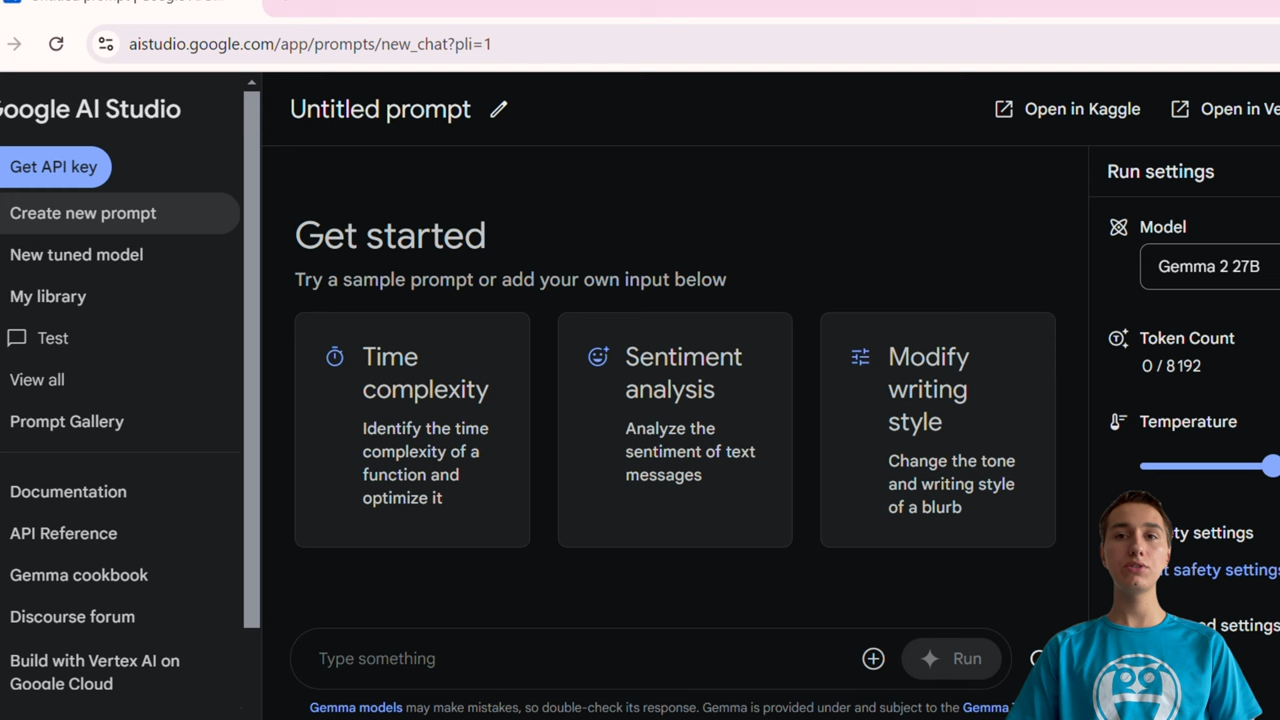 aistudio.google.com/app/prompts/new_chat?pli=1
Google AI Studio
Get API key
Create new prompt
New tuned model
My library
Test
View all
Prompt Gallery
Documentation
API Reference
Gemma cookbook
Discourse forum
Build with Vertex AI on
Google Cloud
Untitled prompt
Open in Kaggle
Open in Ve
Get started
Try a sample prompt or add your own input below
Time
complexity
Identify the time
complexity of a
function and
optimize it
Sentiment
analysis
Analyze the
sentiment of text
messages
Modify
writing
style
Change the tone
and writing style
of a blurb
Type something
Run
Gemma models may make mistakes, so double-check its response. Gemma is provided under and subject to the Gemma
Run settings
Model
Gemma 2 27B
Token Count
0 / 8192
Temperature
ty settings
t safety settings
d settings